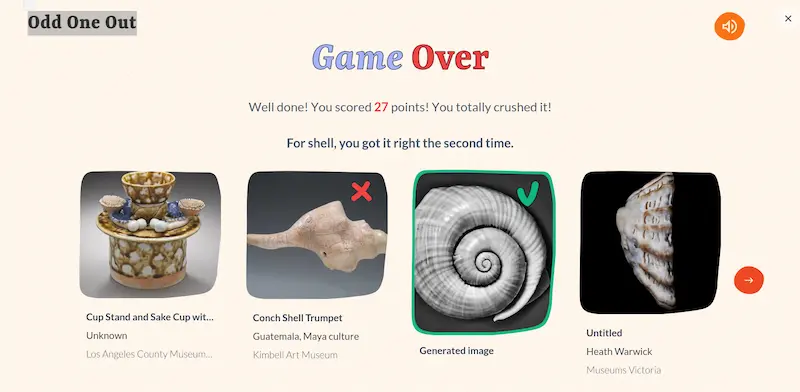 Odd One Out
Game Over
Well done! You scored 27 points! You totally crushed it!
For shell, you got it right the second time.
Cup Stand and Sake Cup wit...
Unknown
Los Angeles County Museum...
Conch Shell Trumpet
Guatemala, Maya culture
Kimbell Art Museum
Generated image
Untitled
Heath Warwick
Museums Victoria